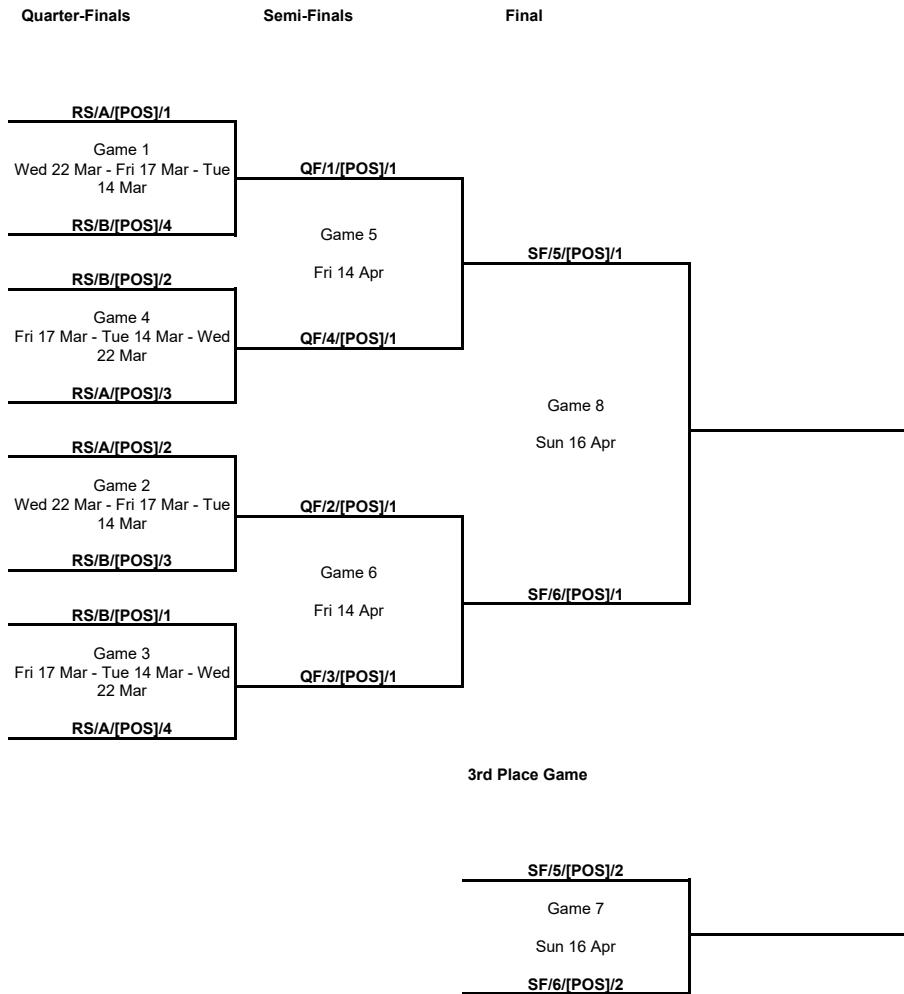 Quarter-Finals
Semi-Finals
Final
RS/A/[POS]/1
Game 1
Wed 22 Mar - Fri 17 Mar - Tue
14 Mar
RS/B/[POS]/4
QF/1/[POS]/1
Game 5
Fri 14 Apr
QF/4/[POS]/1
RS/B/[POS]/2
Game 4
Fri 17 Mar - Tue 14 Mar - Wed
22 Mar
RS/A/[POS]/3
SF/5/[POS]/1
Game 8
Sun 16 Apr
SF/6/[POS]/1
RS/A/[POS]/2
Game 2
Wed 22 Mar - Fri 17 Mar - Tue
14 Mar
RS/B/[POS]/3
QF/2/[POS]/1
Game 6
Fri 14 Apr
QF/3/[POS]/1
RS/B/[POS]/1
Game 3
Fri 17 Mar - Tue 14 Mar - Wed
22 Mar
RS/A/[POS]/4
3rd Place Game
SF/5/[POS]/2
Game 7
Sun 16 Apr
SF/6/[POS]/2